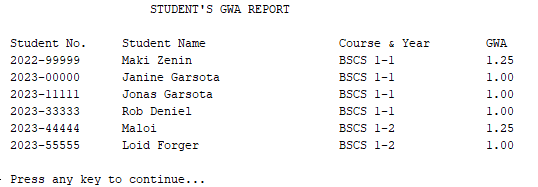 STUDENT'S GWA REPORT
Student No. Student Name Course & Year GWA
2022-99999 Maki Zenin BSCS 1-1 1.25
2023-00000 Janine Garsota BSCS 1-1 1.00
2023-11111 Jonas Garsota BSCS 1-1 1.00
2023-33333 Rob Deniel BSCS 1-1 1.00
2023-44444 Maloi BSCS 1-2 1.25
2023-55555 Loid Forger BSCS 1-2 1.00
Press any key to continue...